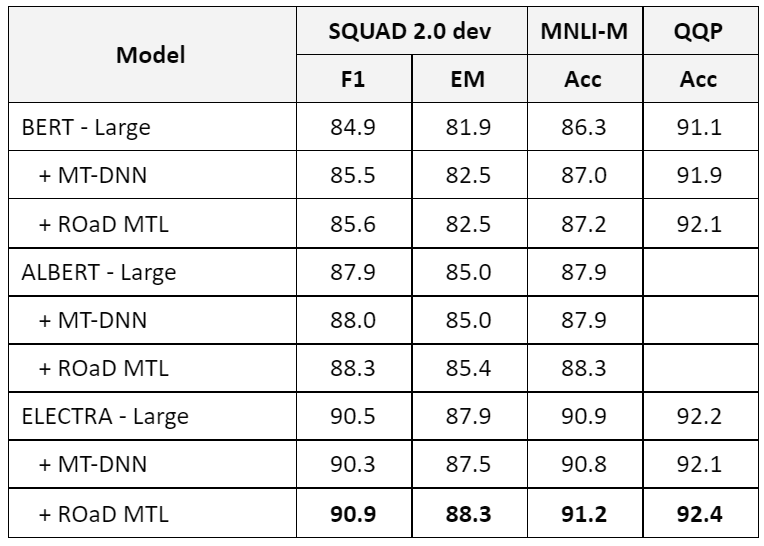 Model SQUAD 2.0 dev MNLI-M QQP
F1 EM Acc Acc
BERT - Large 84.9 81.9 86.3 91.1
+ MT-DNN 85.5 82.5 87.0 91.9
+ ROaD MTL 85.6 82.5 87.2 92.1
ALBERT - Large 87.9 85.0 87.9
+ MT-DNN 88.0 85.0 87.9
+ ROaD MTL 88.3 85.4 88.3
ELECTRA - Large 90.5 87.9 90.9 92.2
+ MT-DNN 90.3 87.5 90.8 92.1
+ ROaD MTL 90.9 88.3 91.2 92.4